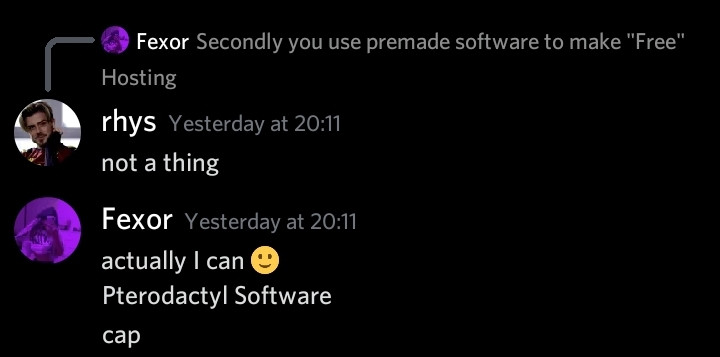 Fexor Secondly you use premade software to make "Free"
Hosting
rhys Yesterday at 20:11
not a thing
Fexor Yesterday at 20:11
actually I can 🙂
Pterodactyl Software
cap